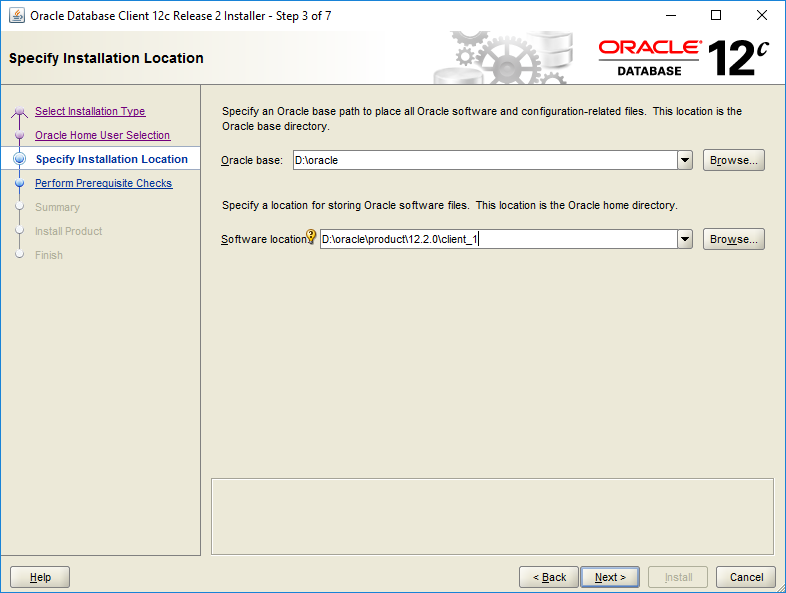 Oracle Database Client 12c Release 2 Installer - Step 3 of 7
Specify Installation Location
ORACLE®
DATABASE
12c
Select Installation Type
Oracle Home User Selection
Specify Installation Location
Perform Prerequisite Checks
Summary
Install Product
Finish
Specify an Oracle base path to place all Oracle software and configuration-related files. This location is the
Oracle base directory.
Oracle base: D:\oracle Browse...
Specify a location for storing Oracle software files. This location is the Oracle home directory.
Software location: D:\oracle\product\12.2.0\client_1 Browse...
Help < Back Next > Install Cancel